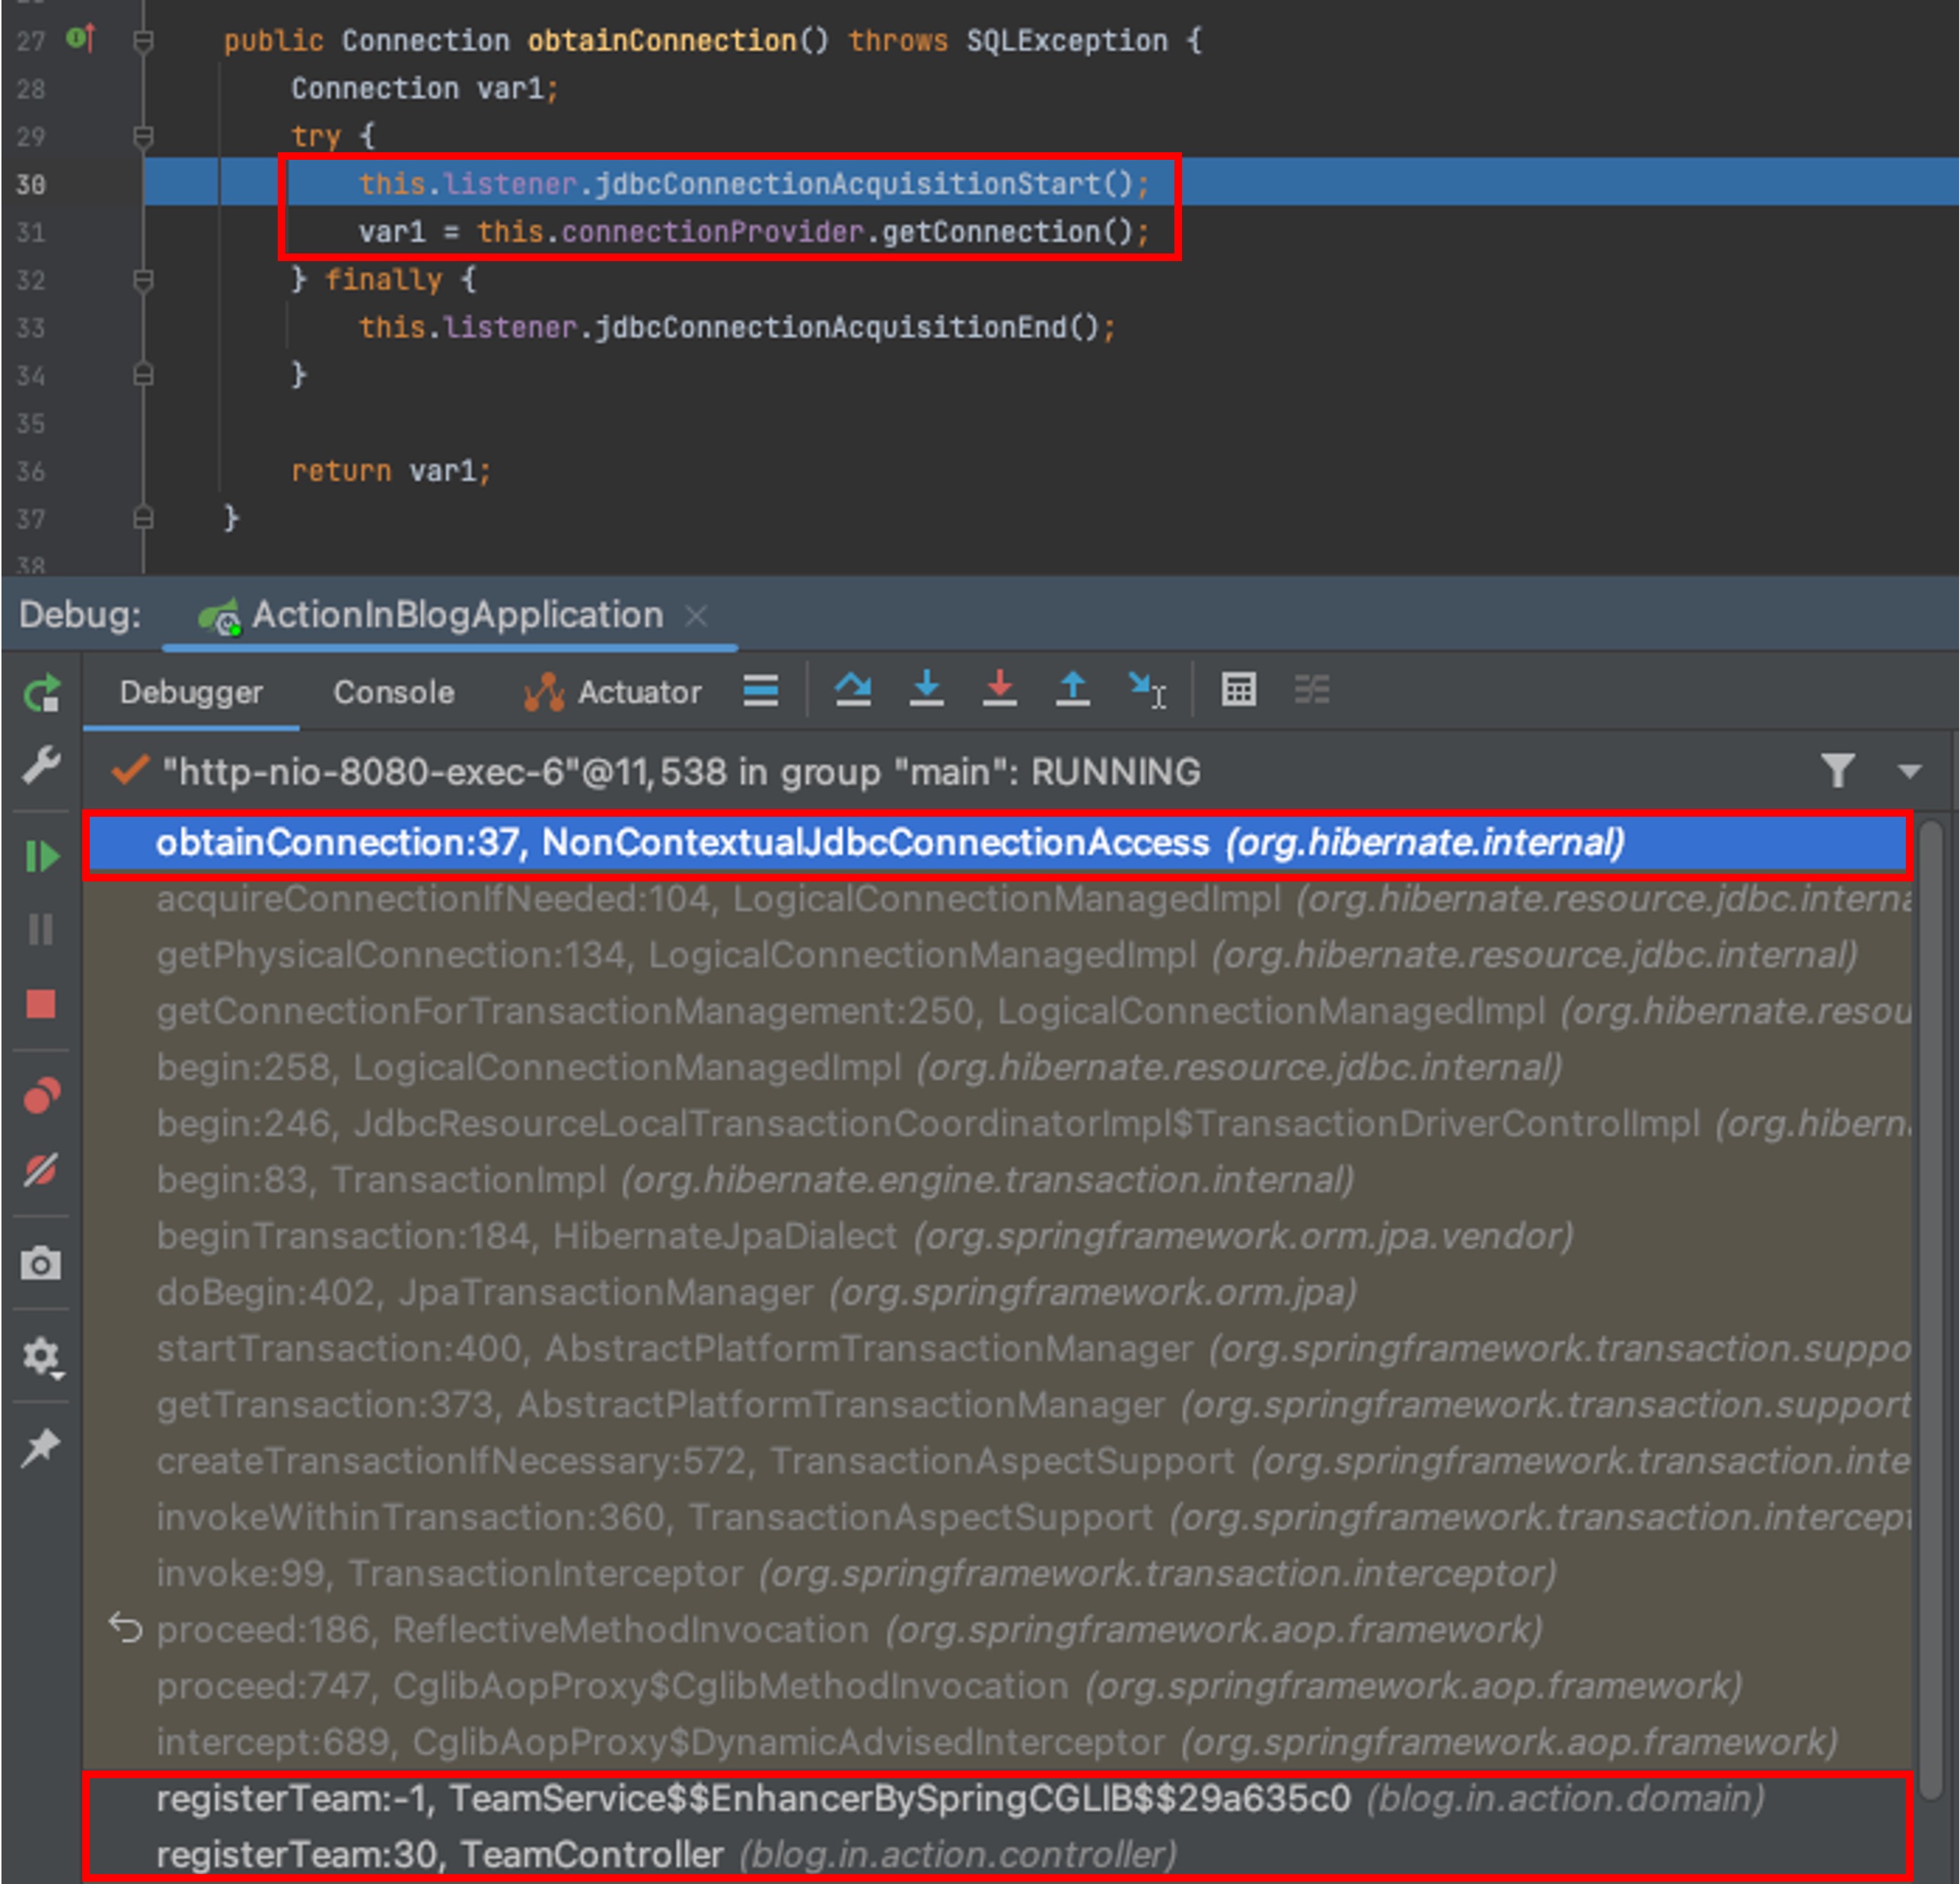 27 public Connection obtainConnection() throws SQLException {
28 Connection var1;
29 try {
30 this.listener.jdbcConnectionAcquisitionStart();
31 var1 = this.connectionProvider.getConnection();
32 } finally {
33 this.listener.jdbcConnectionAcquisitionEnd();
34 }
35
36 return var1;
37 }
38
Debug: ActionInBlogApplication
Debugger Console Actuator
"http-nio-8080-exec-6"@11,538 in group "main": RUNNING
obtainConnection:37, NonContextualJdbcConnectionAccess (org.hibernate.internal)
acquireConnectionIfNeeded:104, LogicalConnectionManagedImpl (org.hibernate.resource.jdbc.interna
getPhysicalConnection:134, LogicalConnectionManagedImpl (org.hibernate.resource.jdbc.internal)
getConnectionForTransactionManagement:250, LogicalConnectionManagedImpl (org.hibernate.resou
begin:258, LogicalConnectionManagedImpl (org.hibernate.resource.jdbc.internal)
begin:246, JdbcResourceLocalTransactionCoordinatorImpl$TransactionDriverControlImpl (org.hibern
begin:83, TransactionImpl (org.hibernate.engine.transaction.internal)
beginTransaction:184, HibernateJpaDialect (org.springframework.orm.jpa.vendor)
doBegin:402, JpaTransactionManager (org.springframework.orm.jpa)
startTransaction:400, AbstractPlatformTransactionManager (org.springframework.transaction.suppo
getTransaction:373, AbstractPlatformTransactionManager (org.springframework.transaction.support
createTransactionIfNecessary:572, TransactionAspectSupport (org.springframework.transaction.inte
invokeWithinTransaction:360, TransactionAspectSupport (org.springframework.transaction.intercept
invoke:99, TransactionInterceptor (org.springframework.transaction.interceptor)
proceed:186, ReflectiveMethodInvocation (org.springframework.aop.framework)
proceed:747, CglibAopProxy$CglibMethodInvocation (org.springframework.aop.framework)
intercept:689, CglibAopProxy$DynamicAdvisedInterceptor (org.springframework.aop.framework)
registerTeam:-1, TeamService$$EnhancerBySpringCGLIB$$29a635c0 (blog.in.action.domain)
registerTeam:30, TeamController (blog.in.action.controller)